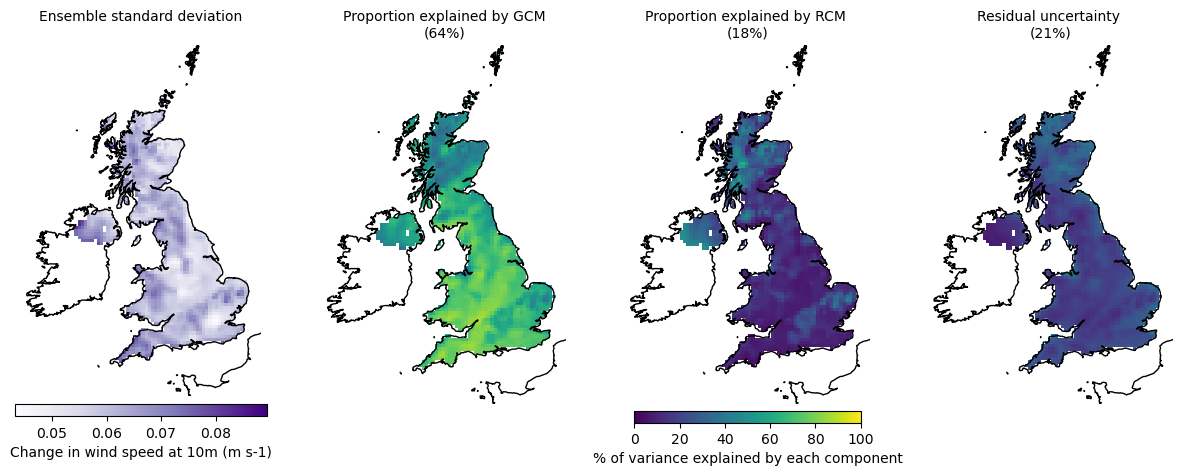 Ensemble standard deviation
Proportion explained by GCM
(64%)
Proportion explained by RCM
(18%)
Residual uncertainty
(21%)
0.05 0.06 0.07 0.08
Change in wind speed at 10m (m s-1)
0 20 40 60 80 100
% of variance explained by each component